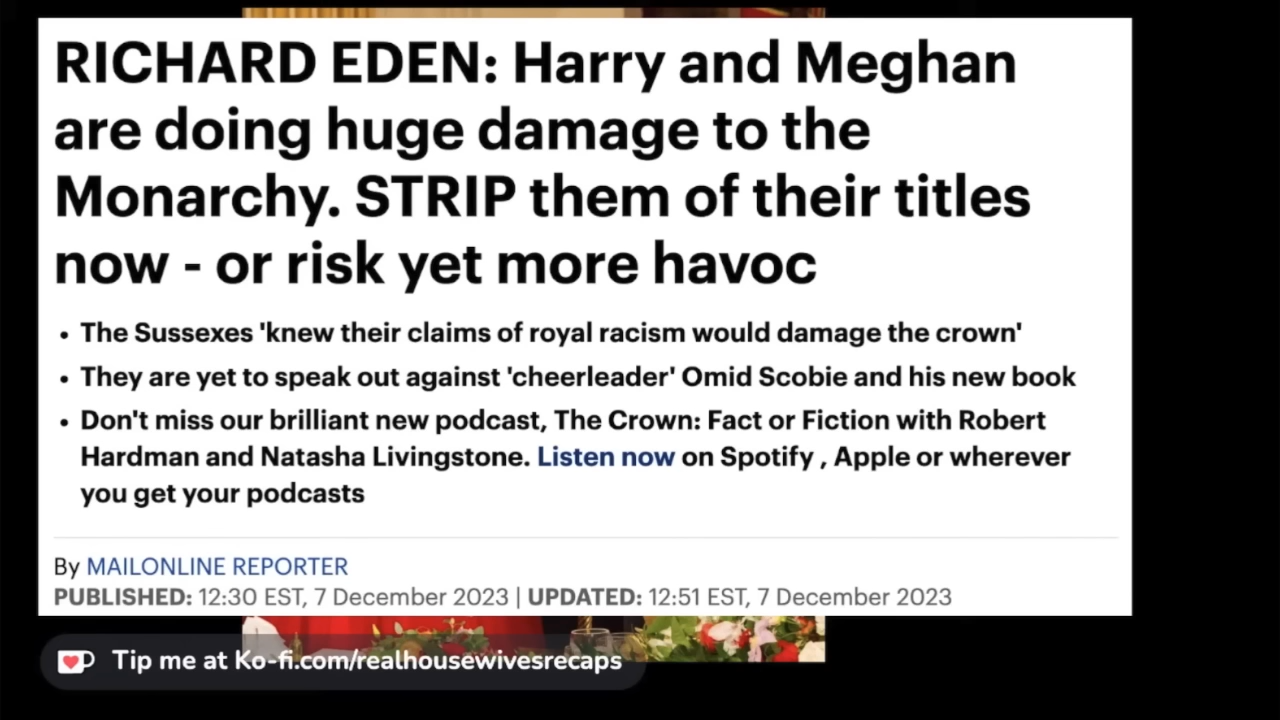 RICHARD EDEN: Harry and Meghan
are doing huge damage to the
Monarchy. STRIP them of their titles
now - or risk yet more havoc
• The Sussexes 'knew their claims of royal racism would damage the crown'
• They are yet to speak out against 'cheerleader' Omid Scobie and his new book
• Don't miss our brilliant new podcast, The Crown: Fact or Fiction with Robert
Hardman and Natasha Livingstone. Listen now on Spotify , Apple or wherever
you get your podcasts
By MAILONLINE REPORTER
PUBLISHED: 12:30 EST, 7 December 2023 | UPDATED: 12:51 EST, 7 December 2023
Tip me at Ko-fi.com/realhousewivesrecaps